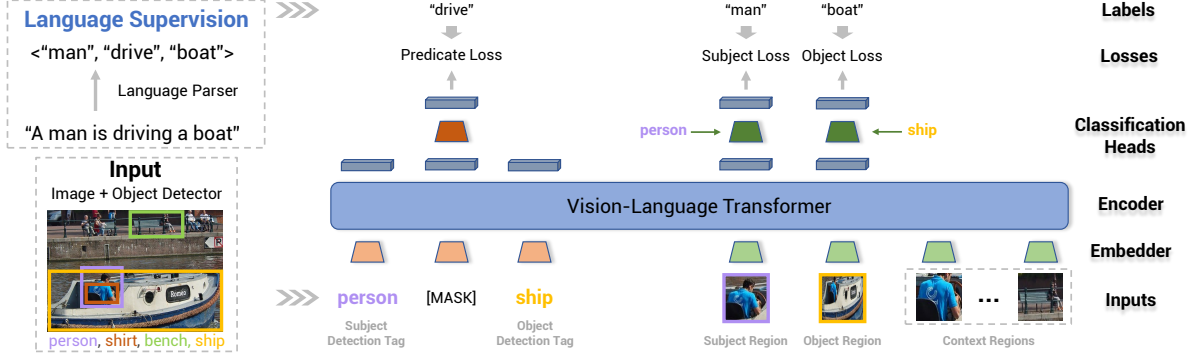 Language Supervision
<“man”, “drive”, “boat”>
Language Parser
“A man is driving a boat”
Input
Image + Object Detector
Romeo
person, shirt, bench, ship
“drive”
“man”
“boat”
Labels
Predicate Loss
Subject Loss
Object Loss
Losses
person
ship
Classification
Heads
Vision-Language Transformer
Encoder
Embedder
person
[MASK]
ship
...
Inputs
Subject
Detection Tag
Object
Detection Tag
Subject Region
Object Region
Context Regions